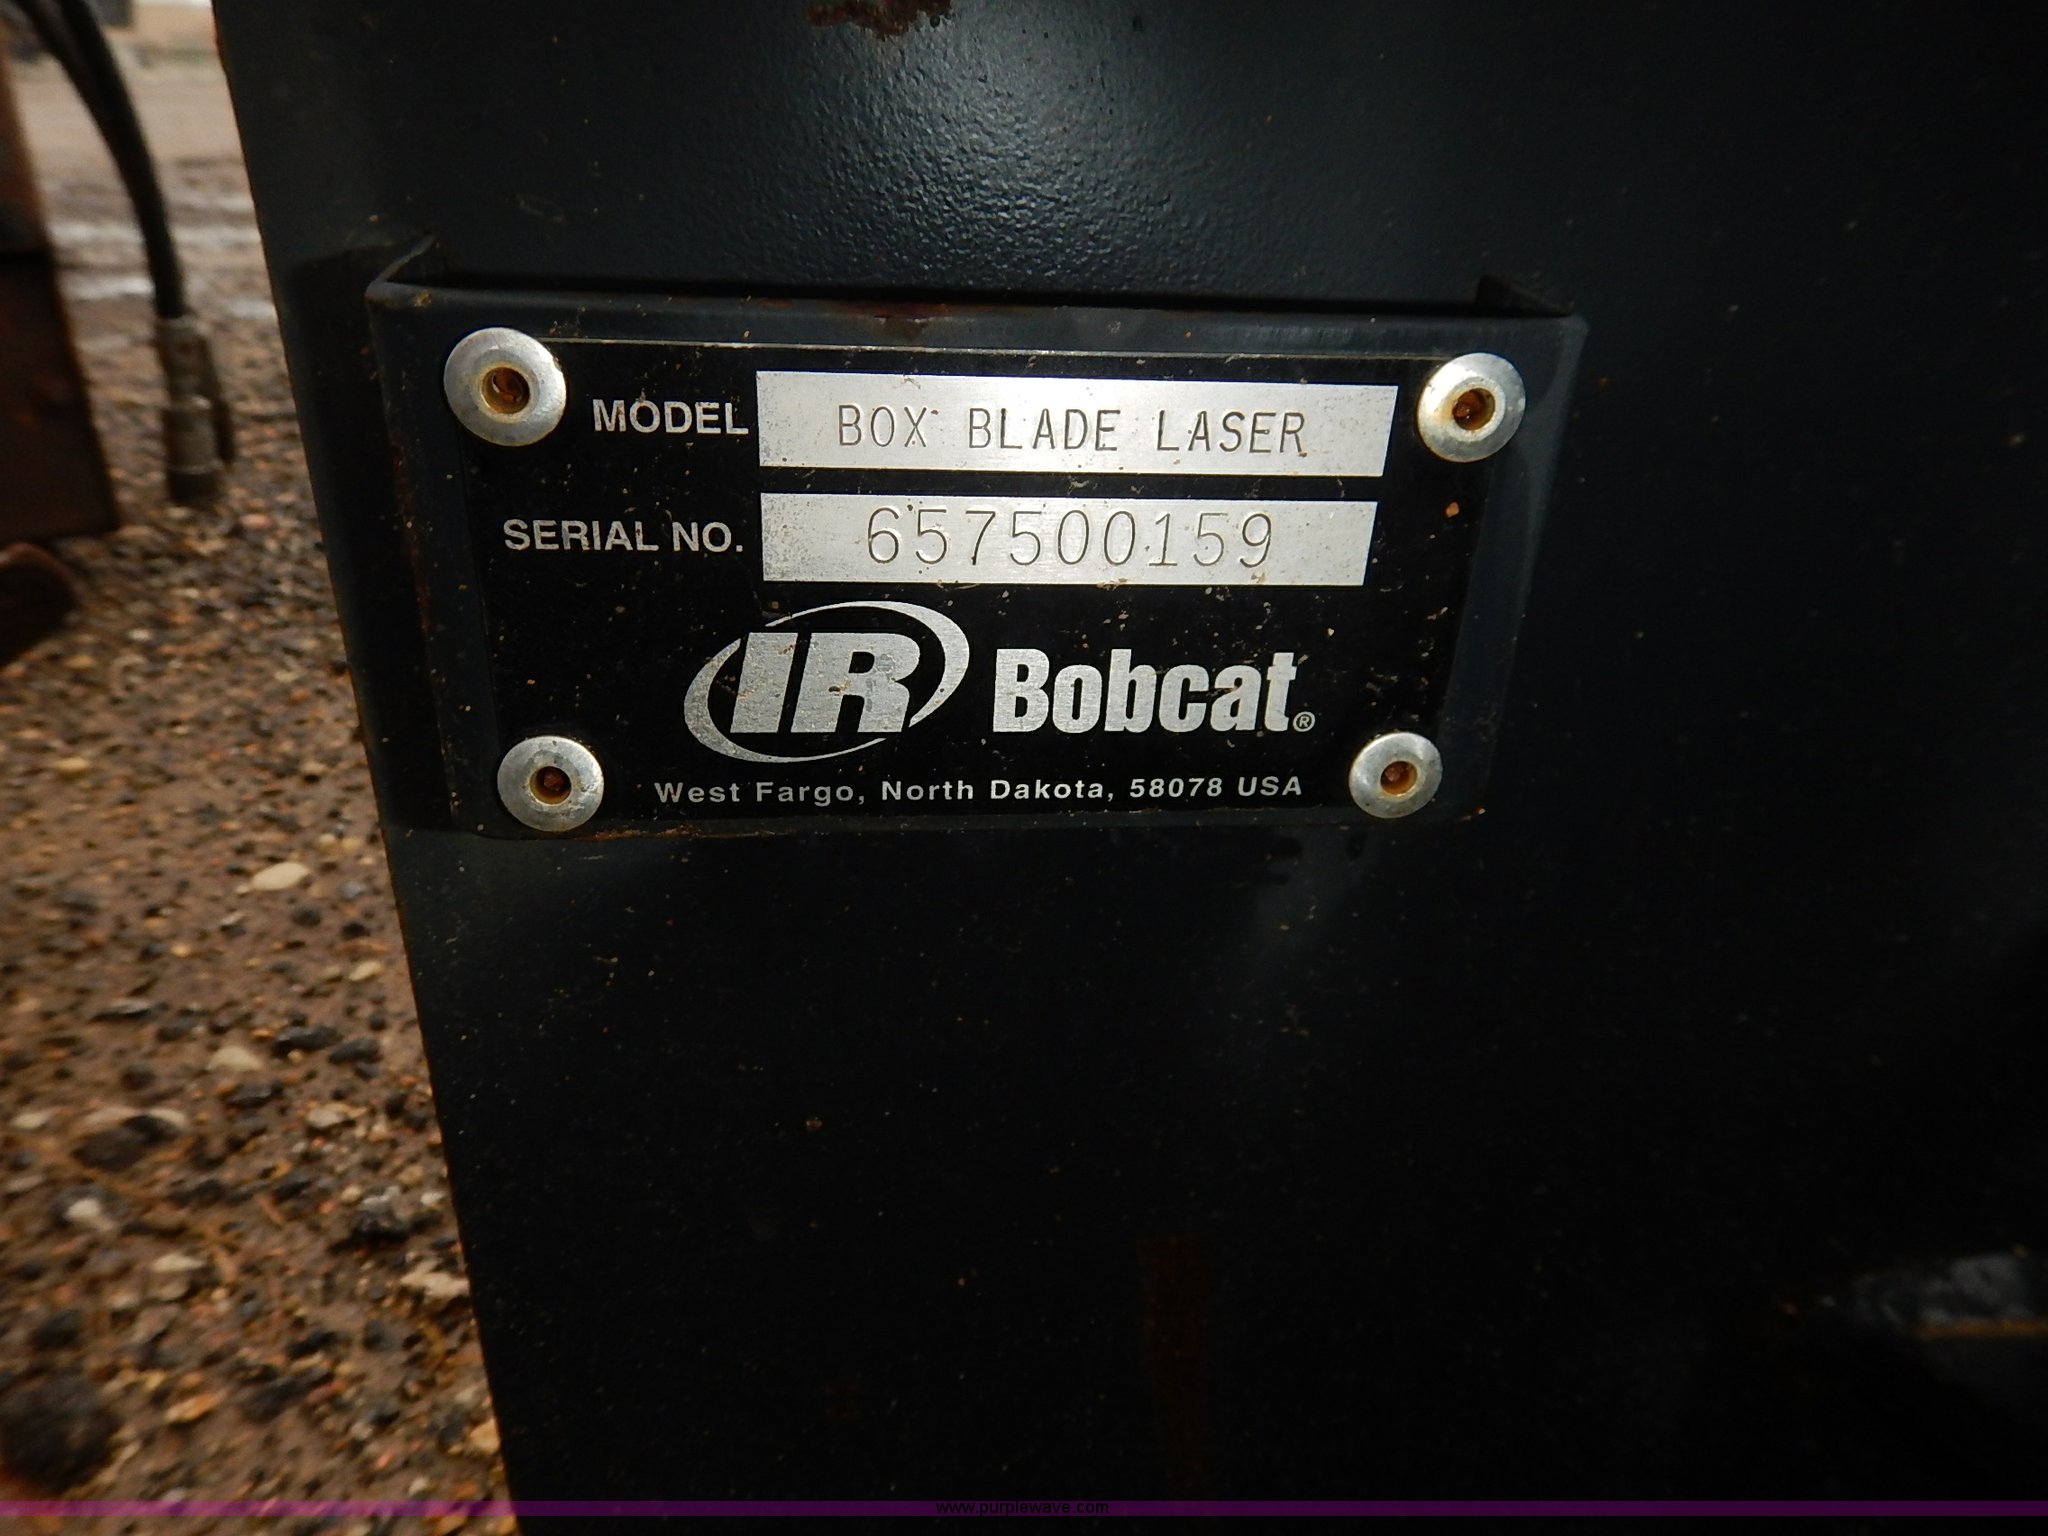 MODEL BOX BLADE LASER
SERIAL NO. 657500159
IR Bobcat®
West Fargo, North Dakota, 58078 USA
www.purplewave.com